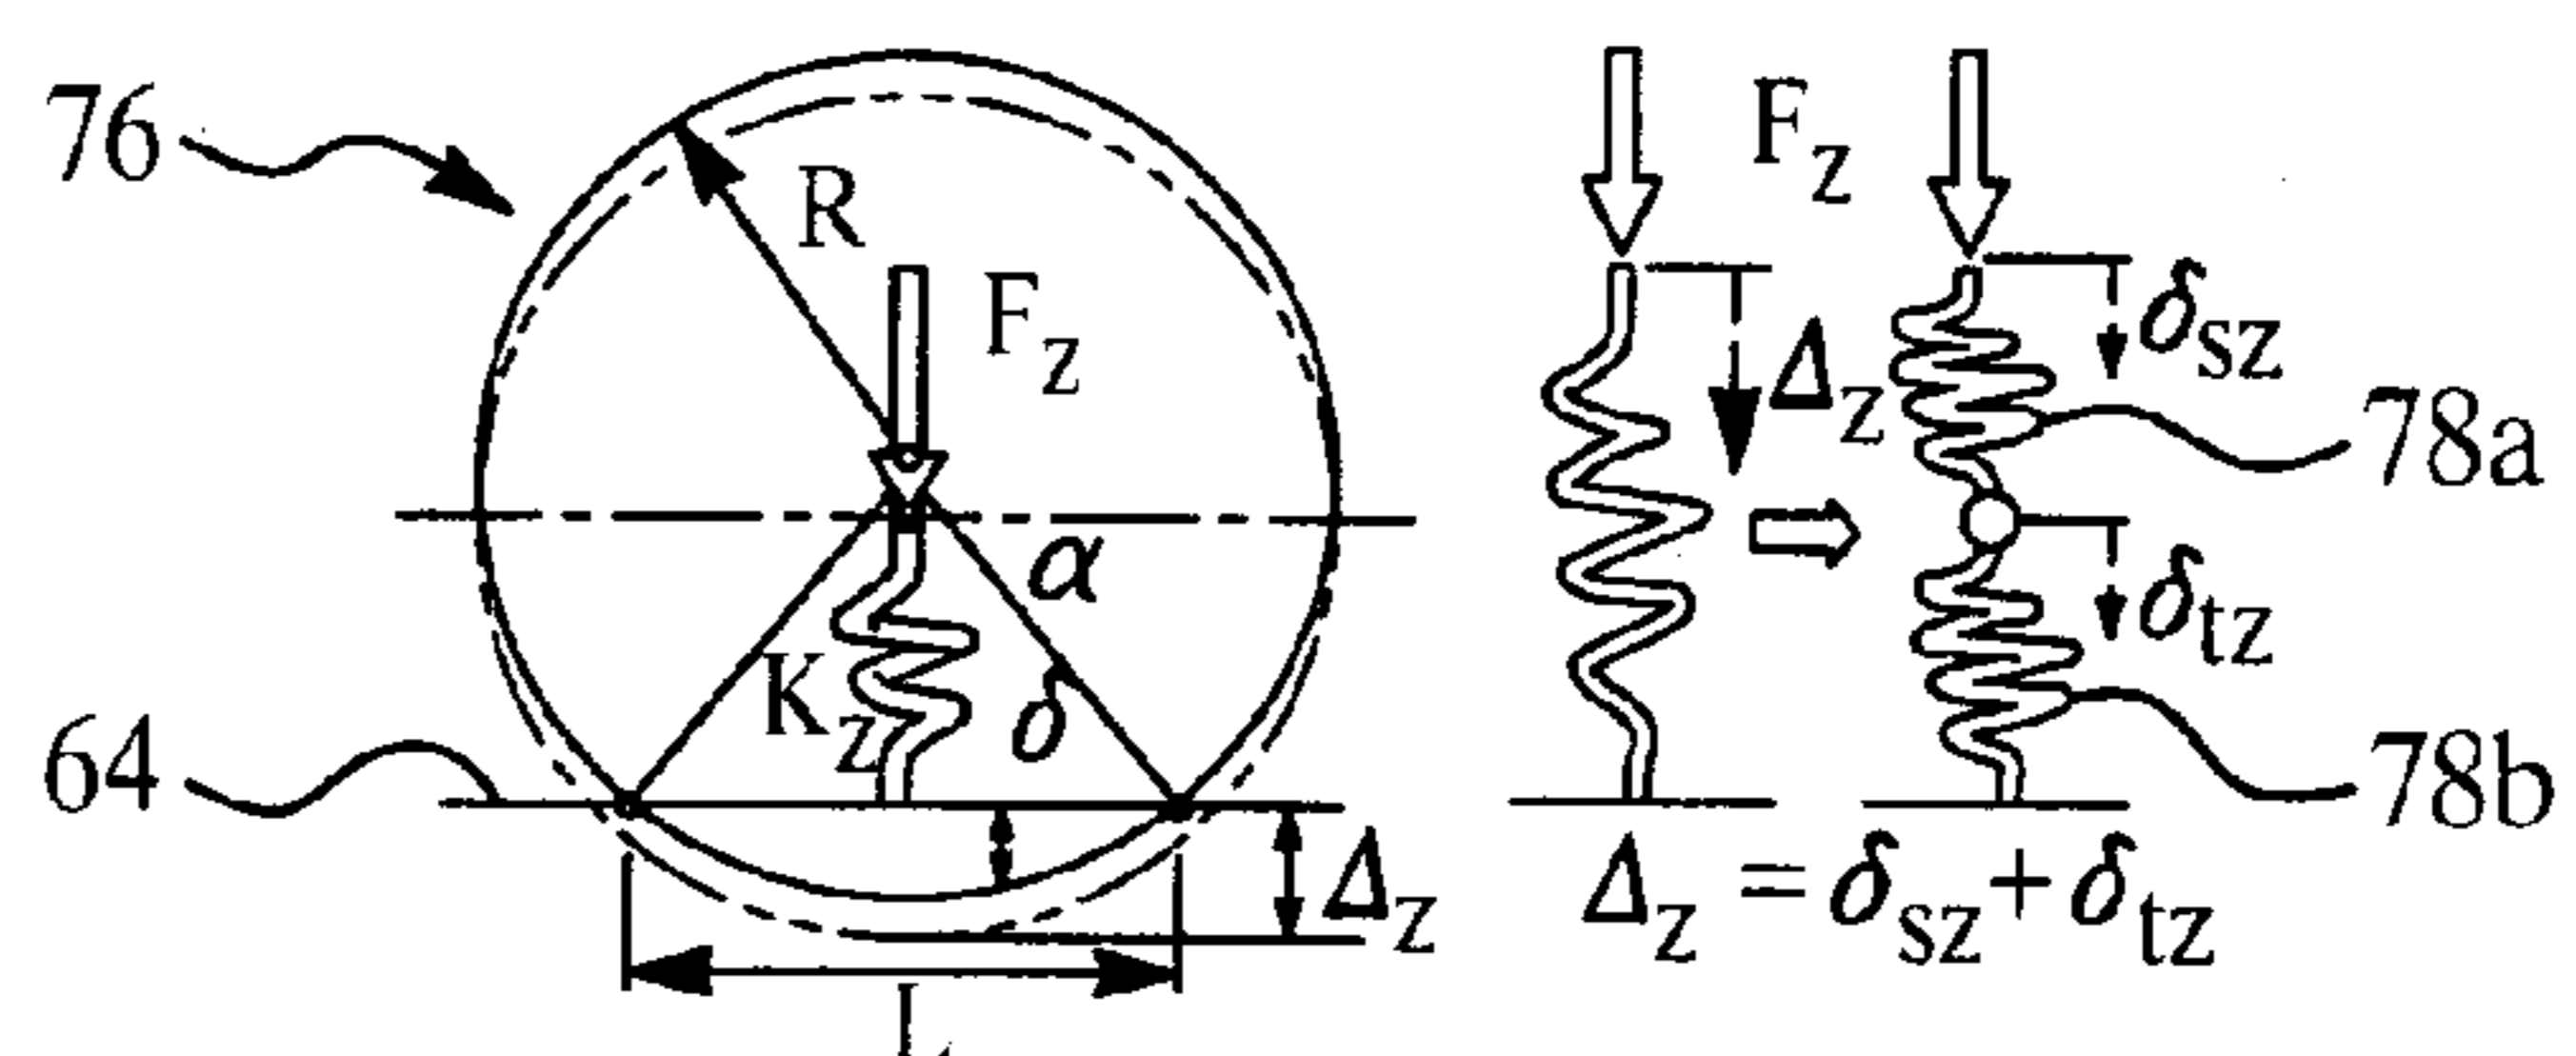 76
R
F_z
α
K_z
δ
64
Δ_z
L
F_z
Δ_z
δ_sz
78a
δ_tz
78b
Δ_z = δ_sz + δ_tz